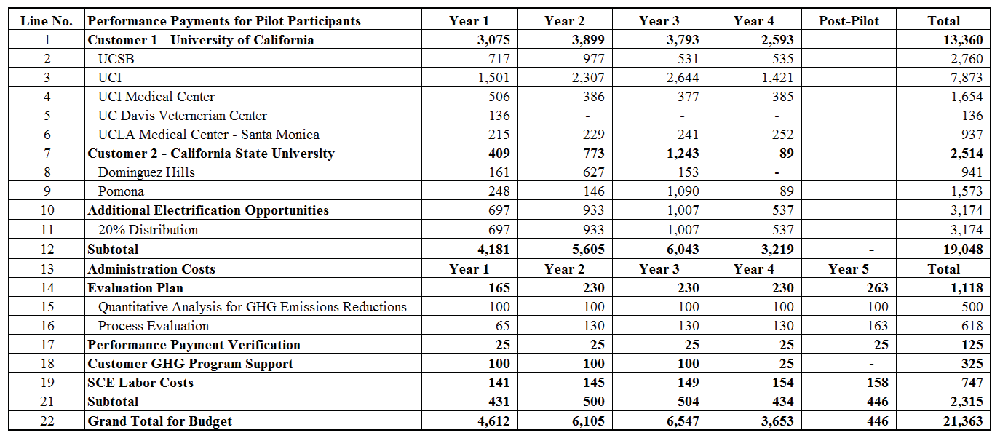 Line No. Performance Payments for Pilot Participants Year 1 Year 2 Year 3 Year 4 Post-Pilot Total
1 Customer 1 - University of California 3,075 3,899 3,793 2,593 13,360
2 UCSB 717 977 531 535 2,760
3 UCI 1,501 2,307 2,644 1,421 7,873
4 UCI Medical Center 506 386 377 385 1,654
5 UC Davis Veternerian Center 136 - - - 136
6 UCLA Medical Center - Santa Monica 215 229 241 252 937
7 Customer 2 - California State University 409 773 1,243 89 2,514
8 Dominguez Hills 161 627 153 - 941
9 Pomona 248 146 1,090 89 1,573
10 Additional Electrification Opportunities 697 933 1,007 537 3,174
11 20% Distribution 697 933 1,007 537 3,174
12 Subtotal 4,181 5,605 6,043 3,219 - 19,048
13 Administration Costs Year 1 Year 2 Year 3 Year 4 Year 5 Total
14 Evaluation Plan 165 230 230 230 263 1,118
15 Quantitative Analysis for GHG Emissions Reductions 100 100 100 100 100 500
16 Process Evaluation 65 130 130 130 163 618
17 Performance Payment Verification 25 25 25 25 25 125
18 Customer GHG Program Support 100 100 100 25 - 325
19 SCE Labor Costs 141 145 149 154 158 747
21 Subtotal 431 500 504 434 446 2,315
22 Grand Total for Budget 4,612 6,105 6,547 3,653 446 21,363